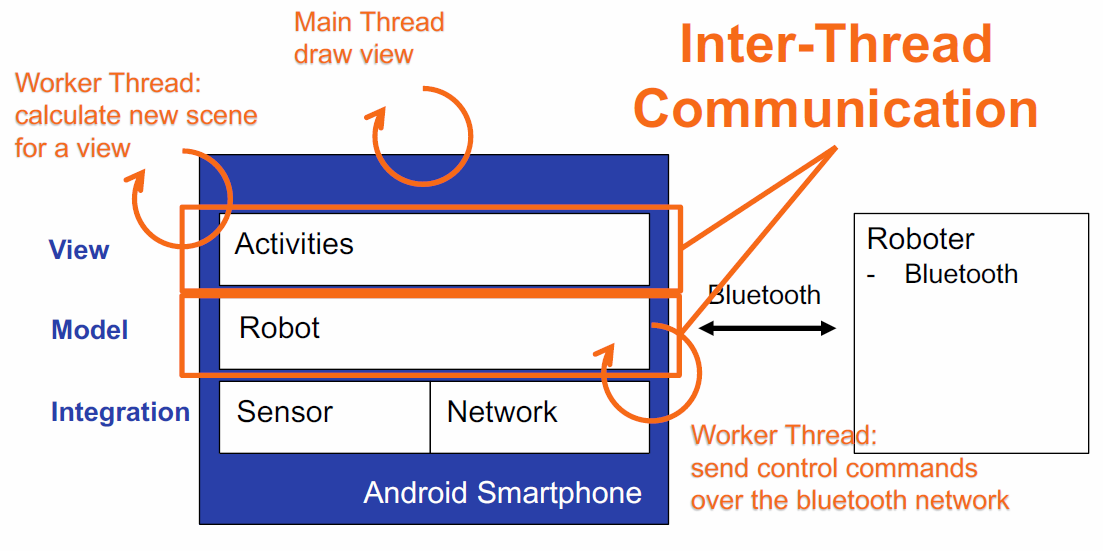 Main Thread
draw view
Inter-Thread
Communication
Worker Thread:
calculate new scene
for a view
View
Activities
Roboter
- Bluetooth
Bluetooth
Model
Robot
Integration
Sensor
Network
Worker Thread:
send control commands
over the bluetooth network
Android Smartphone